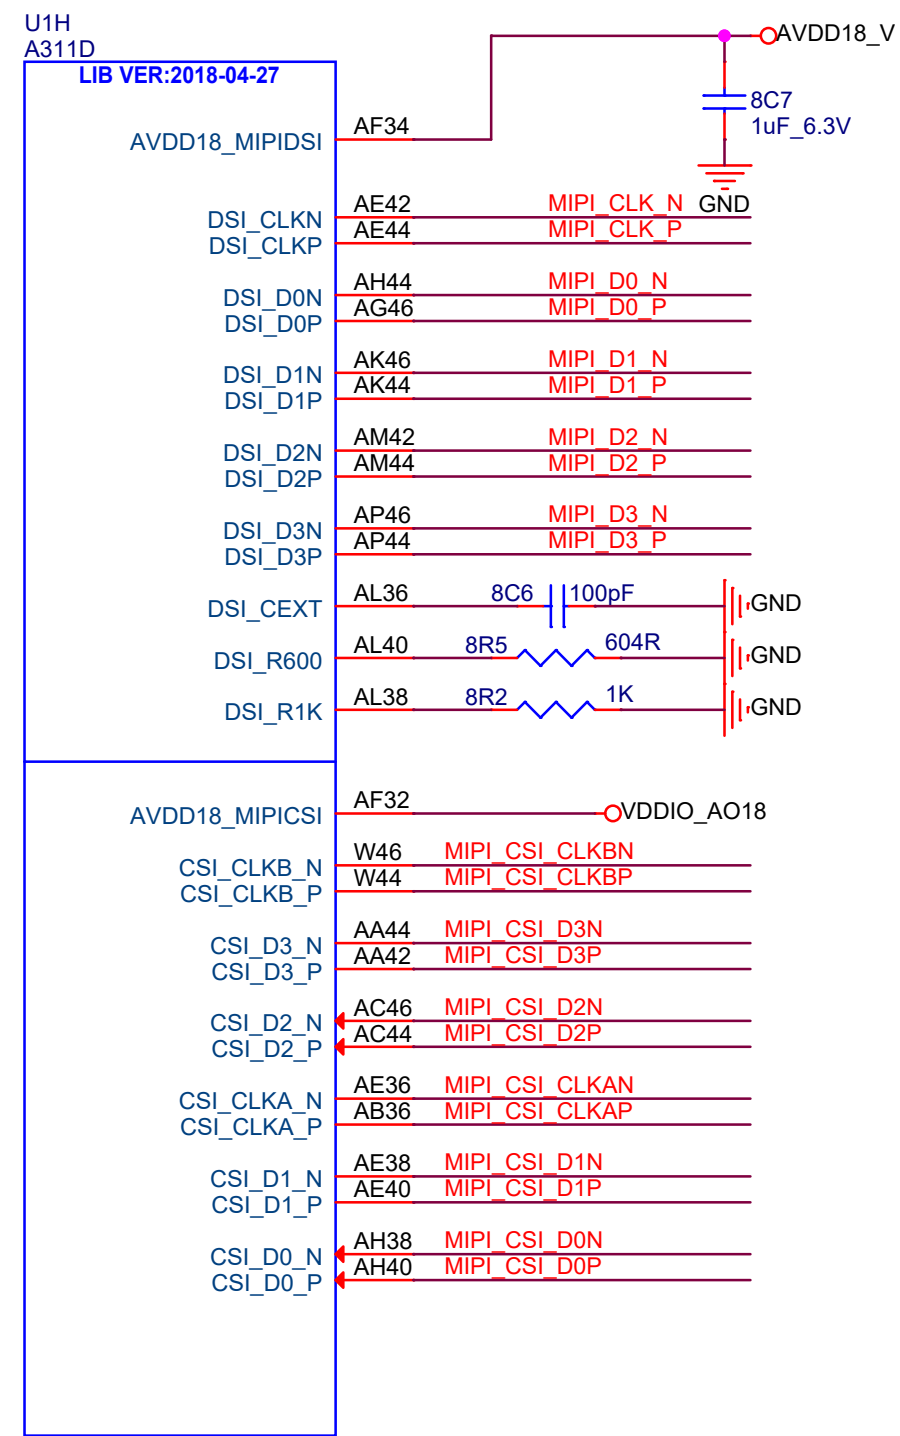 U1H
A311D
LIB VER:2018-04-27
AVDD18_V
8C7
1uF_6.3V
GND
AVDD18_MIPIDSI AF34
DSI_CLKN AE42 MIPI_CLK_N
DSI_CLKP AE44 MIPI_CLK_P
DSI_D0N AH44 MIPI_D0_N
DSI_D0P AG46 MIPI_D0_P
DSI_D1N AK46 MIPI_D1_N
DSI_D1P AK44 MIPI_D1_P
DSI_D2N AM42 MIPI_D2_N
DSI_D2P AM44 MIPI_D2_P
DSI_D3N AP46 MIPI_D3_N
DSI_D3P AP44 MIPI_D3_P
DSI_CEXT AL36 8C6 100pF GND
DSI_R600 AL40 8R5 604R GND
DSI_R1K AL38 8R2 1K GND
AVDD18_MIPICSI AF32 VDDIO_AO18
CSI_CLKB_N W46 MIPI_CSI_CLKBN
CSI_CLKB_P W44 MIPI_CSI_CLKBP
CSI_D3_N AA44 MIPI_CSI_D3N
CSI_D3_P AA42 MIPI_CSI_D3P
CSI_D2_N AC46 MIPI_CSI_D2N
CSI_D2_P AC44 MIPI_CSI_D2P
CSI_CLKA_N AE36 MIPI_CSI_CLKAN
CSI_CLKA_P AB36 MIPI_CSI_CLKAP
CSI_D1_N AE38 MIPI_CSI_D1N
CSI_D1_P AE40 MIPI_CSI_D1P
CSI_D0_N AH38 MIPI_CSI_D0N
CSI_D0_P AH40 MIPI_CSI_D0P